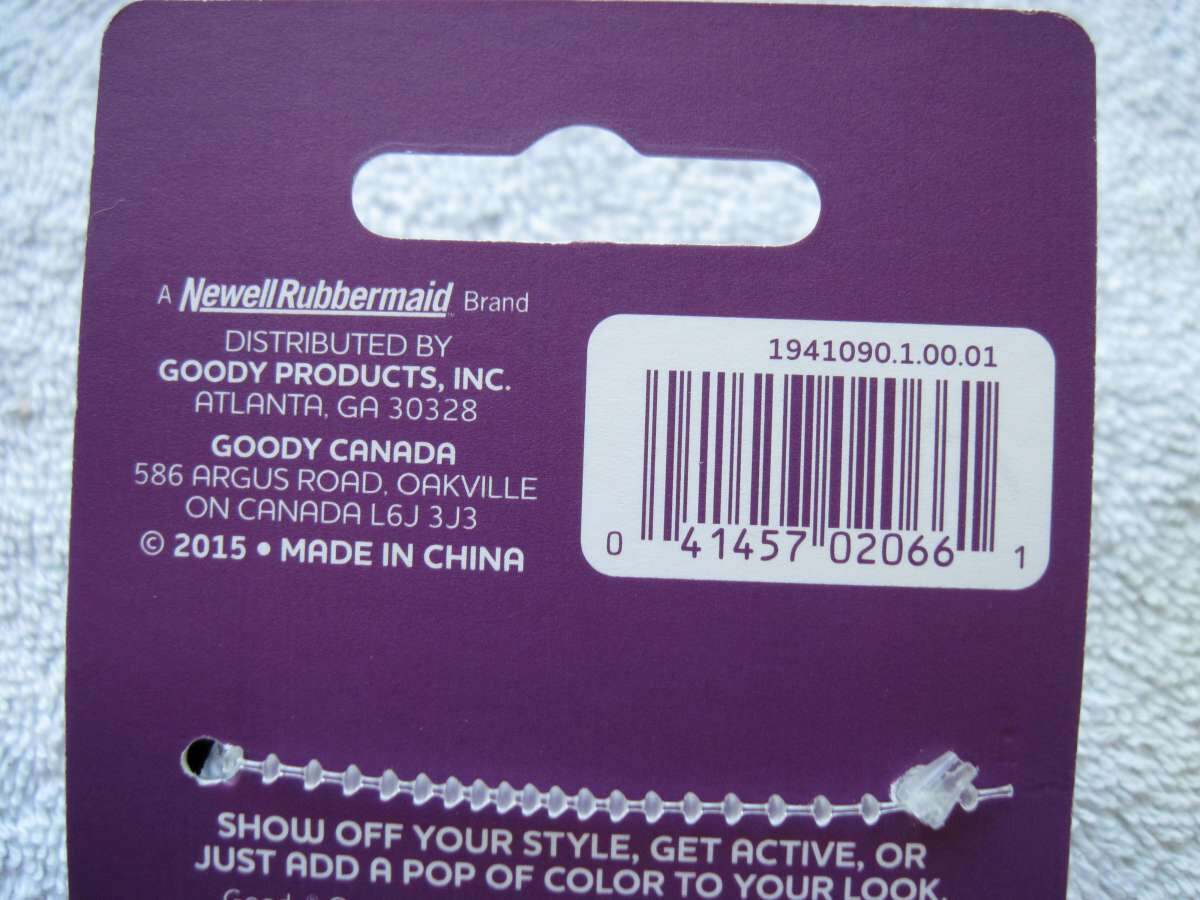 A NewellRubbermaid Brand
DISTRIBUTED BY
GOODY PRODUCTS, INC.
ATLANTA, GA 30328
GOODY CANADA
586 ARGUS ROAD, OAKVILLE
ON CANADA L6J 3J3
© 2015 • MADE IN CHINA
1941090.1.00.01
0 41457 02066 1
SHOW OFF YOUR STYLE, GET ACTIVE, OR
JUST ADD A POP OF COLOR TO YOUR LOOK.